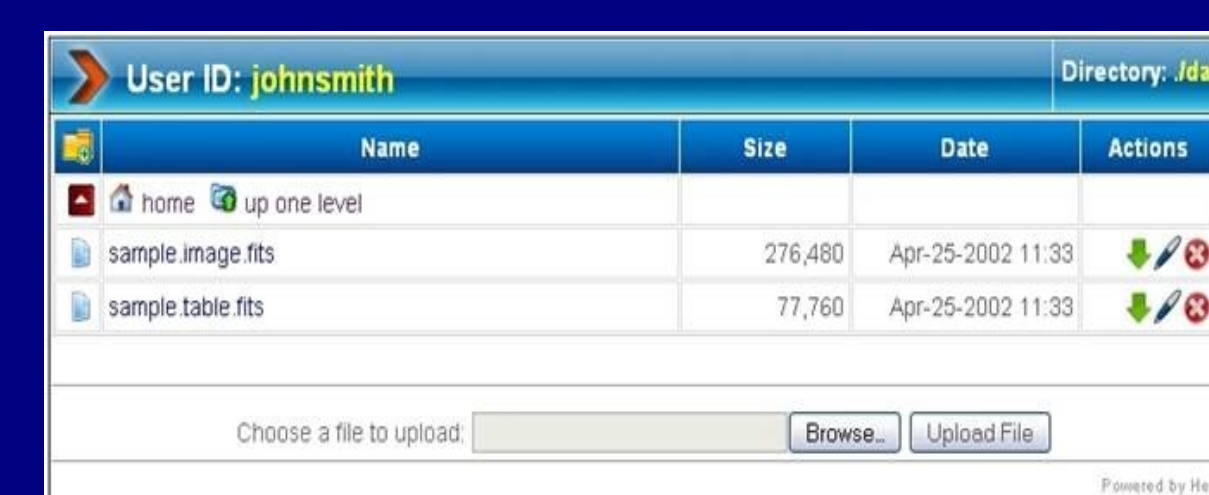 User ID: johnsmith Directory: ./da
Name Size Date Actions
home up one level
sample.image.fits 276,480 Apr-25-2002 11:33
sample.table.fits 77,760 Apr-25-2002 11:33
Choose a file to upload: Browse... Upload File
Powered by He